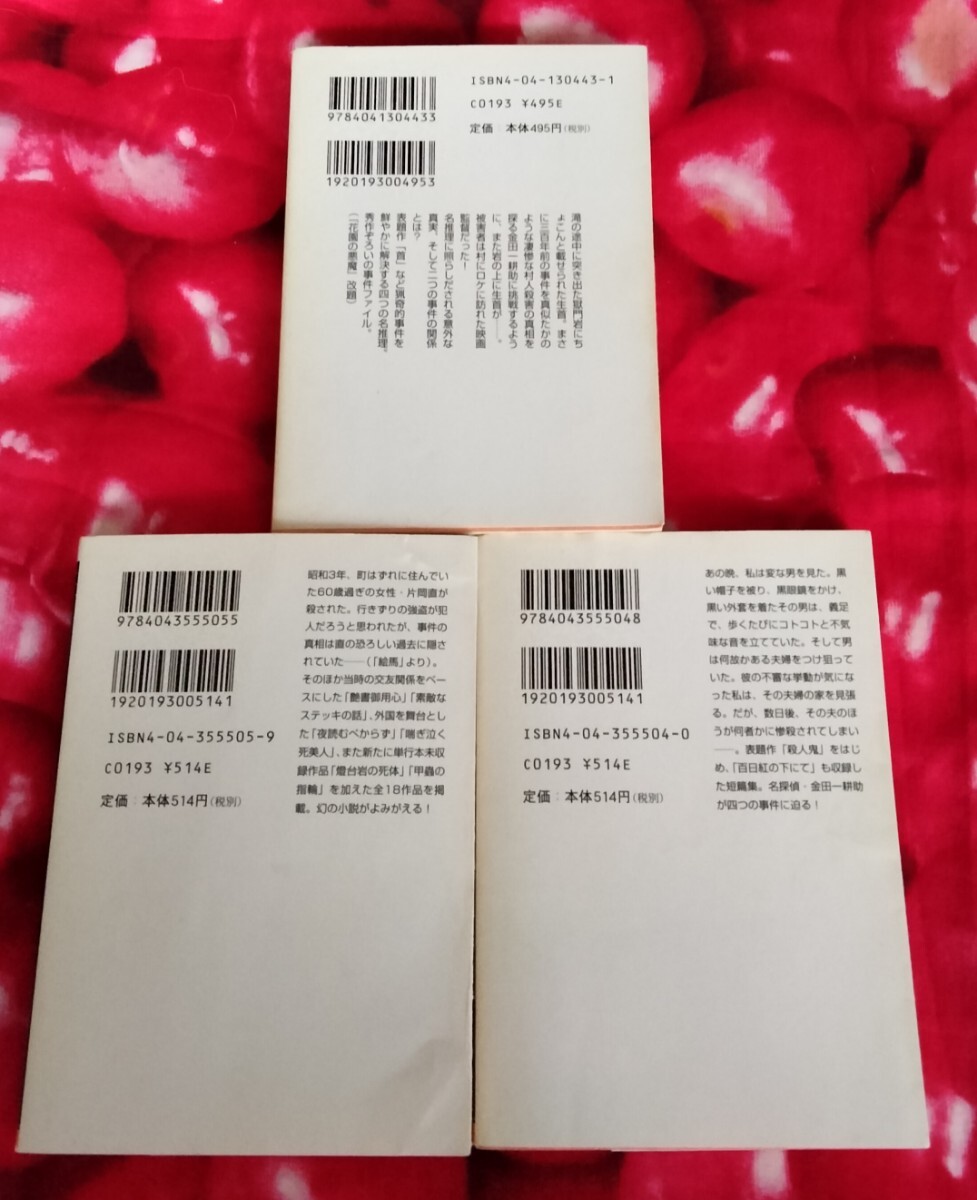 ISBN4-04-130443-1
C0193 ¥495E
定価：本体495円(税別)
9784041304433
1920193004953
滝の途中に突き出た獄門岩にち
ょこんと載せられた生首。まさ
に三百年前の事件を真似たかの
ような凄惨な村人殺害の真相を
探る金田一耕助に挑戦するよう
に、また岩の上に生首が――。
被害者は村にロケに訪れた映画
監督だった！
名推理に照らしだされる意外な
真実。そして二つの事件の関係
とは？
表題作「首」など猟奇的事件を
鮮やかに解決する四つの名推理。
秀作ぞろいの事件ファイル。
（「花園の悪魔」改題）
9784043555055
1920193005141
ISBN4-04-355505-9
C0193 ¥514E
定価：本体514円(税別)
昭和3年、町はずれに住んでい
た60歳過ぎの女性・片岡直が
殺された。行きずりの強盗が犯
人だろうと思われたが、事件の
真相は直の恐ろしい過去に隠さ
れていた――(「絵馬」より)。
そのほか当時の交友関係をベー
スにした「艶書御用心」「素敵な
ステッキの話」、外国を舞台とし
た「夜読むべからず」「喘ぎ泣く
死美人」、また新たに単行本未収
録作品「燈台岩の死体」「甲蟲の
指輪」を加えた全18作品を掲
載。幻の小説がよみがえる！
9784043555048
1920193005141
ISBN4-04-355504-0
C0193 ¥514E
定価：本体514円(税別)
あの晩、私は変な男を見た。黒
い帽子を被り、黒眼鏡をかけ、
黒い外套を着たその男は、義足
で、歩くたびにコトコトと不気
味な音を立てていた。そして男
は何故かある夫婦をつけ狙って
いた。彼の不審な挙動が気にな
った私は、その夫婦の家を見張
る。だが、数日後、その夫のほ
うが何者かに惨殺されてしまい
――。表題作「殺人鬼」をはじ
め、「百日紅の下にて」も収録し
た短篇集。名探偵・金田一耕助
が四つの事件に迫る！